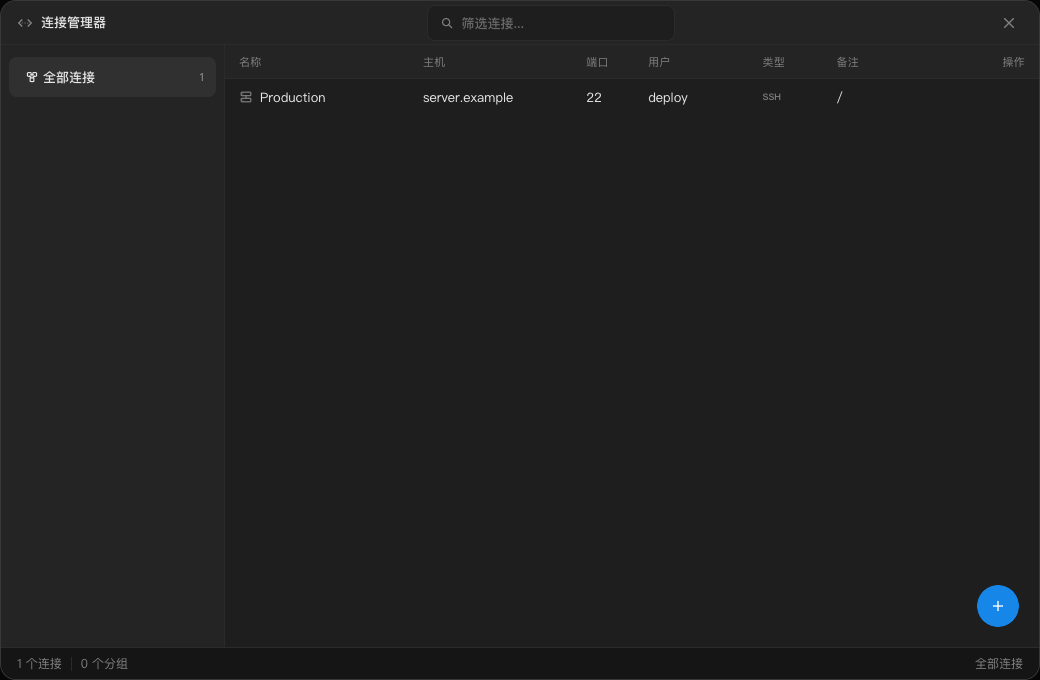 连接管理器
筛选连接...
全部连接 1
名称 主机 端口 用户 类型 备注 操作
Production server.example 22 deploy SSH /
1 个连接 0 个分组 全部连接